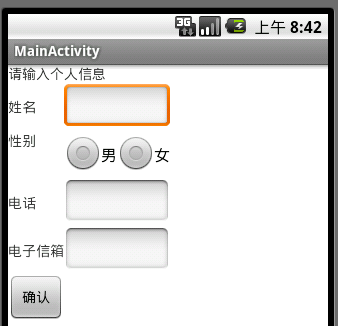 3G 上午 8:42
MainActivity
请输入个人信息
姓名
性别
男 女
电话
电子信箱
确认